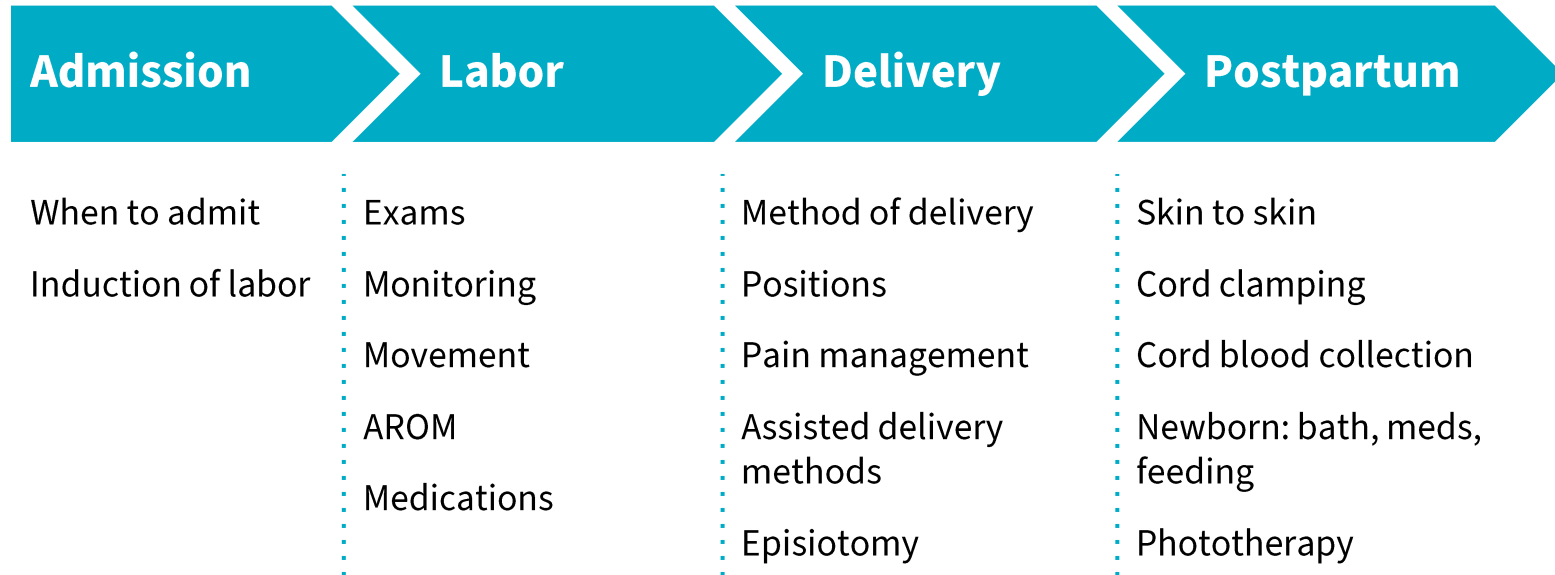 Admission
Labor
Delivery
Postpartum
When to admit
Induction of labor
Exams
Monitoring
Movement
AROM
Medications
Method of delivery
Positions
Pain management
Assisted delivery
methods
Episiotomy
Skin to skin
Cord clamping
Cord blood collection
Newborn: bath, meds,
feeding
Phototherapy